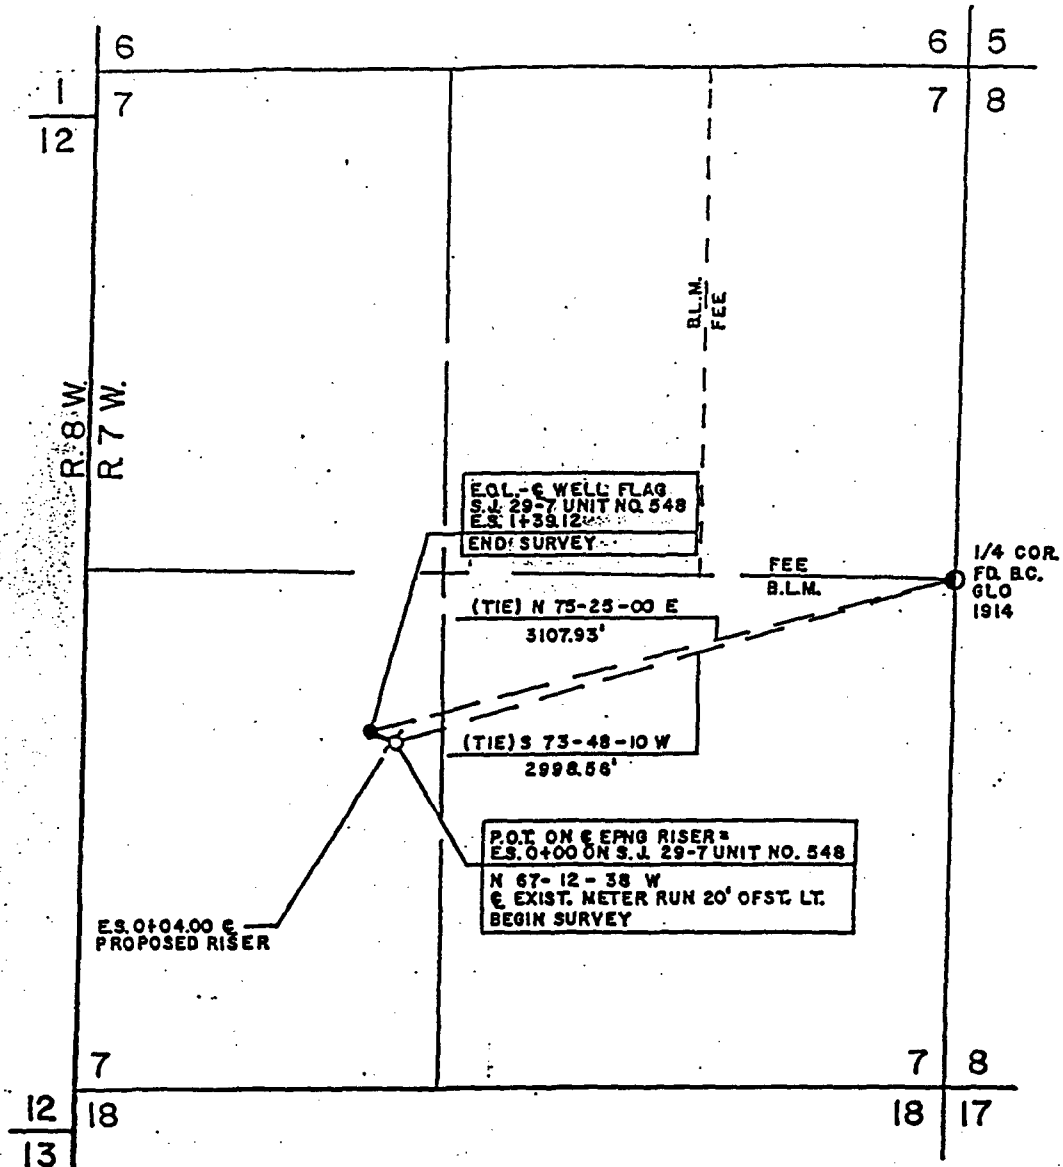 6
6 5
1
7
7 8
12
B.L.M.
FEE
R. 8 W.
R. 7 W.
E.O.L.-℄ WELL FLAG
S.J. 29-7 UNIT NO. 548
E.S. 1+39.12
END SURVEY
FEE
B.L.M.
1/4 COR.
FD. B.C.
GLO
1914
(TIE) N 75-25-00 E
3107.93'
(TIE) S 73-48-10 W
2998.56'
P.O.T. ON ℄ EPNG RISER=
E.S. 0+00 ON S.J. 29-7 UNIT NO. 548
N 67-12-38 W
℄ EXIST. METER RUN 20' OFST. LT.
BEGIN SURVEY
E.S. 0+04.00 ℄
PROPOSED RISER
7
7 8
12
18
18 17
13